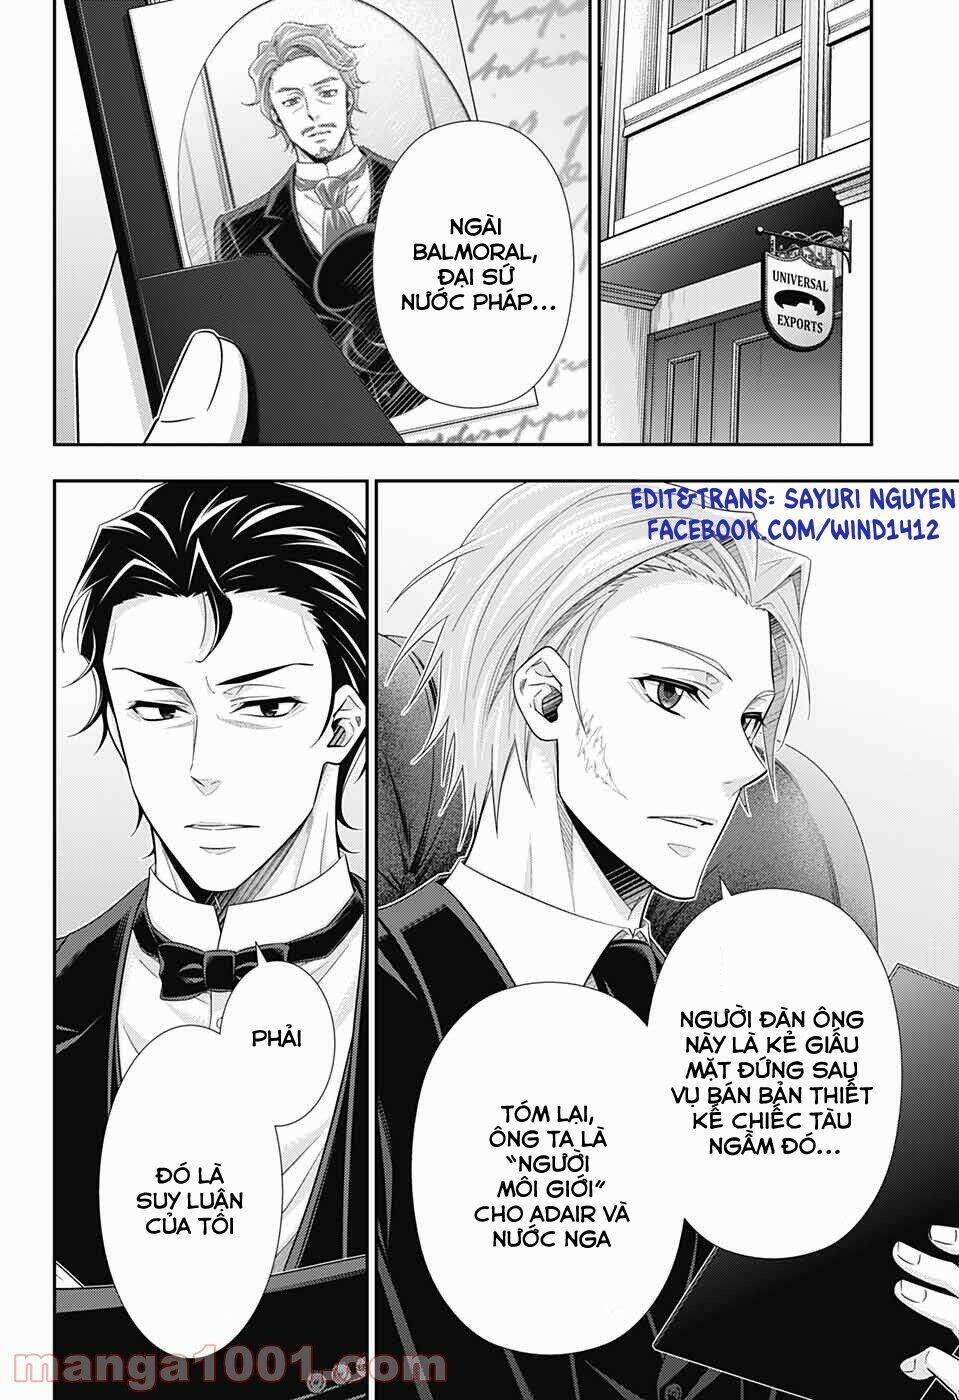 UNIVERSAL
EXPORTS
NGÀI
BALMORAL,
ĐẠI SỨ
NƯỚC PHÁP...
EDIT&TRANS: SAYURI NGUYEN
FACEBOOK.COM/WIND1412
NGƯỜI ĐÀN ÔNG
NÀY LÀ KẺ GIẤU
MẶT ĐỨNG SAU
VỤ BÁN BẢN THIẾT
KẾ CHIẾC TÀU
NGẦM ĐÓ...
TÓM LẠI,
ÔNG TA LÀ
"NGƯỜI
MÔI GIỚI"
CHO ADAIR VÀ
NƯỚC NGA
PHẢI
ĐÓ LÀ
SUY LUẬN
CỦA TÔI
manga1001.com